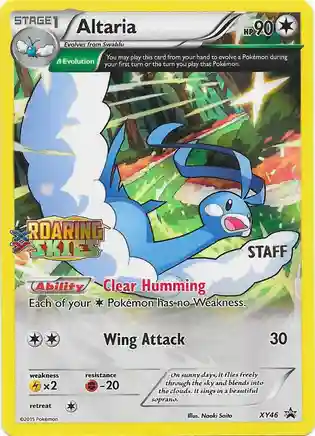 STAGE1
Altaria
HP 90
Evolves from Swablu
Δ Evolution
You may play this card from your hand to evolve a Pokémon during
your first turn or the turn you play that Pokémon.
XY
ROARING
SKIES
STAFF
Ability Clear Humming
Each of your Pokémon has no Weakness.
Wing Attack 30
weakness
×2
resistance
-20
retreat
On sunny days, it flies freely
through the sky and blends into
the clouds. It sings in a beautiful
soprano.
©2015 Pokémon
Illus. Naoki Saito
XY46